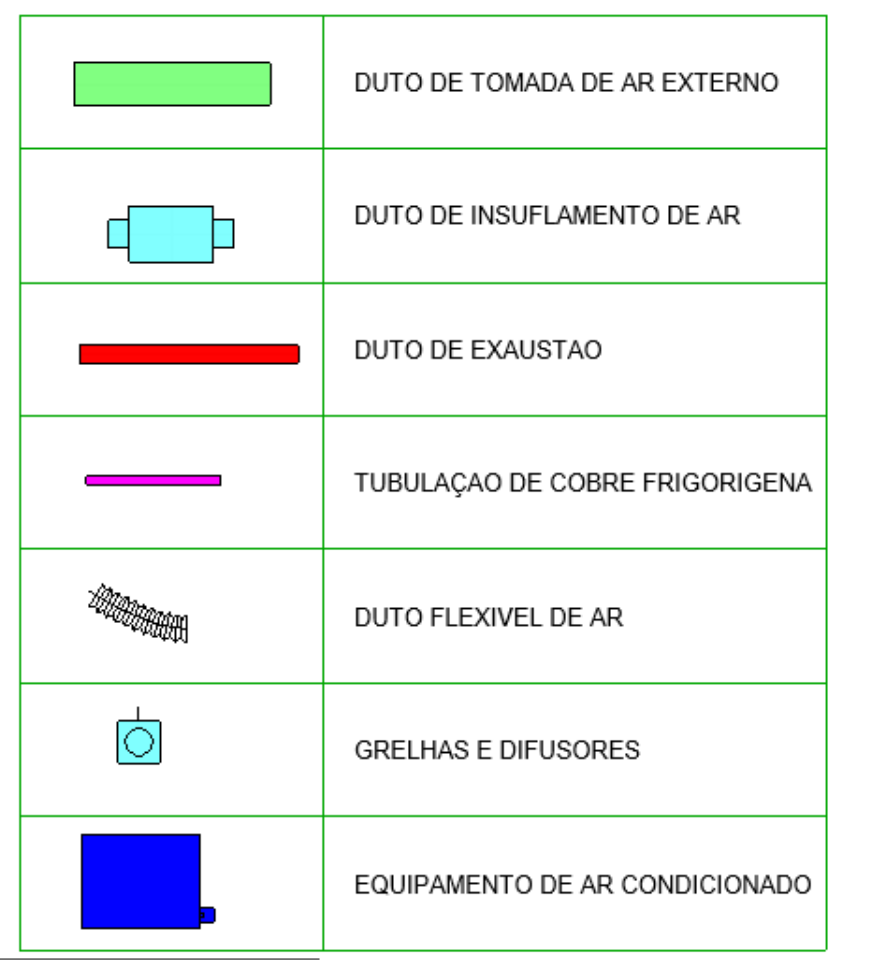 DUTO DE TOMADA DE AR EXTERNO
DUTO DE INSUFLAMENTO DE AR
DUTO DE EXAUSTAO
TUBULAÇAO DE COBRE FRIGORIGENA
DUTO FLEXIVEL DE AR
GRELHAS E DIFUSORES
EQUIPAMENTO DE AR CONDICIONADO